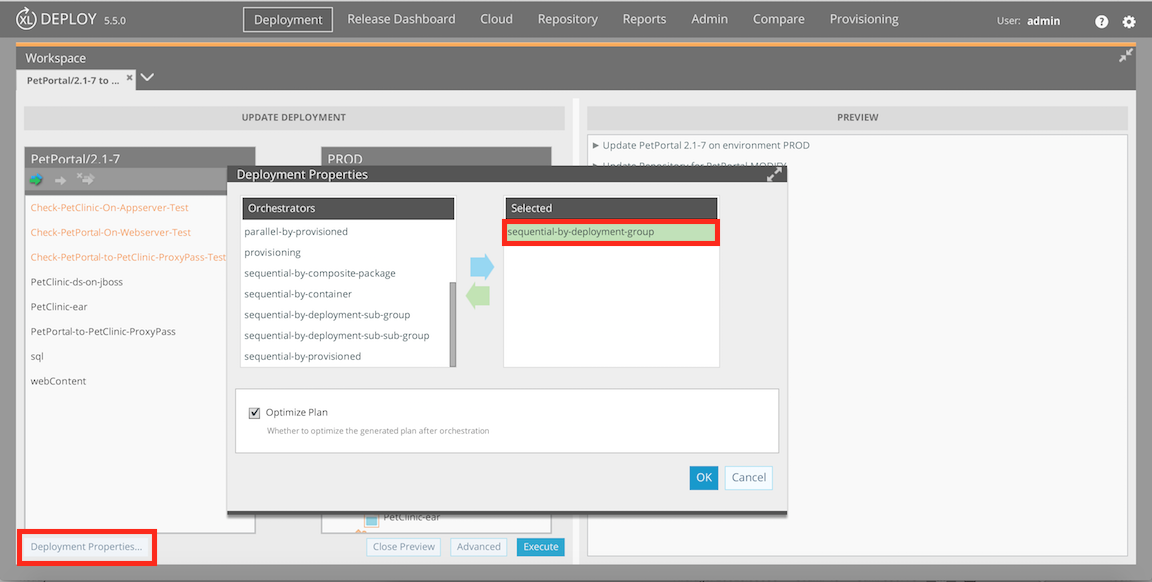 XL DEPLOY 5.5.0
Deployment Release Dashboard Cloud Repository Reports Admin Compare Provisioning
User: admin
?
Workspace
PetPortal/2.1-7 to ... ×
UPDATE DEPLOYMENT
PREVIEW
PetPortal/2.1-7
PROD
Check-PetClinic-On-Appserver-Test
Check-PetPortal-On-Webserver-Test
Check-PetPortal-to-PetClinic-ProxyPass-Test
PetClinic-ds-on-jboss
PetClinic-ear
PetPortal-to-PetClinic-ProxyPass
sql
webContent
Update PetPortal 2.1-7 on environment PROD
Update Repository for PetPortal MODIFY
Deployment Properties
Orchestrators
parallel-by-provisioned
provisioning
sequential-by-composite-package
sequential-by-container
sequential-by-deployment-sub-group
sequential-by-deployment-sub-sub-group
sequential-by-provisioned
Selected
sequential-by-deployment-group
Optimize Plan
Whether to optimize the generated plan after orchestration
OK Cancel
PetClinic-ear
Deployment Properties...
Close Preview Advanced Execute